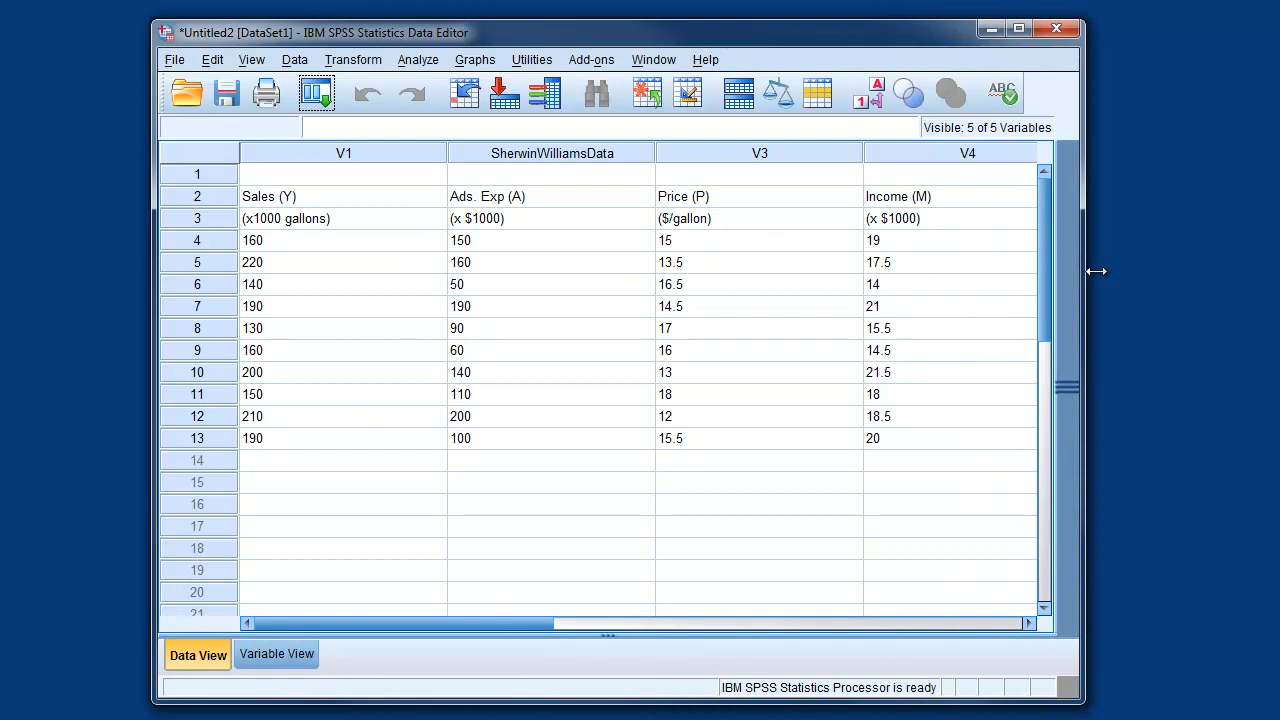 *Untitled2 [DataSet1] - IBM SPSS Statistics Data Editor
File Edit View Data Transform Analyze Graphs Utilities Add-ons Window Help
A 1 ABC
Visible: 5 of 5 Variables
V1 SherwinWilliamsData V3 V4
1
2 Sales (Y) Ads. Exp (A) Price (P) Income (M)
3 (x1000 gallons) (x $1000) ($/gallon) (x $1000)
4 160 150 15 19
5 220 160 13.5 17.5
6 140 50 16.5 14
7 190 190 14.5 21
8 130 90 17 15.5
9 160 60 16 14.5
10 200 140 13 21.5
11 150 110 18 18
12 210 200 12 18.5
13 190 100 15.5 20
14
15
16
17
18
19
20
21
Data View Variable View
IBM SPSS Statistics Processor is ready